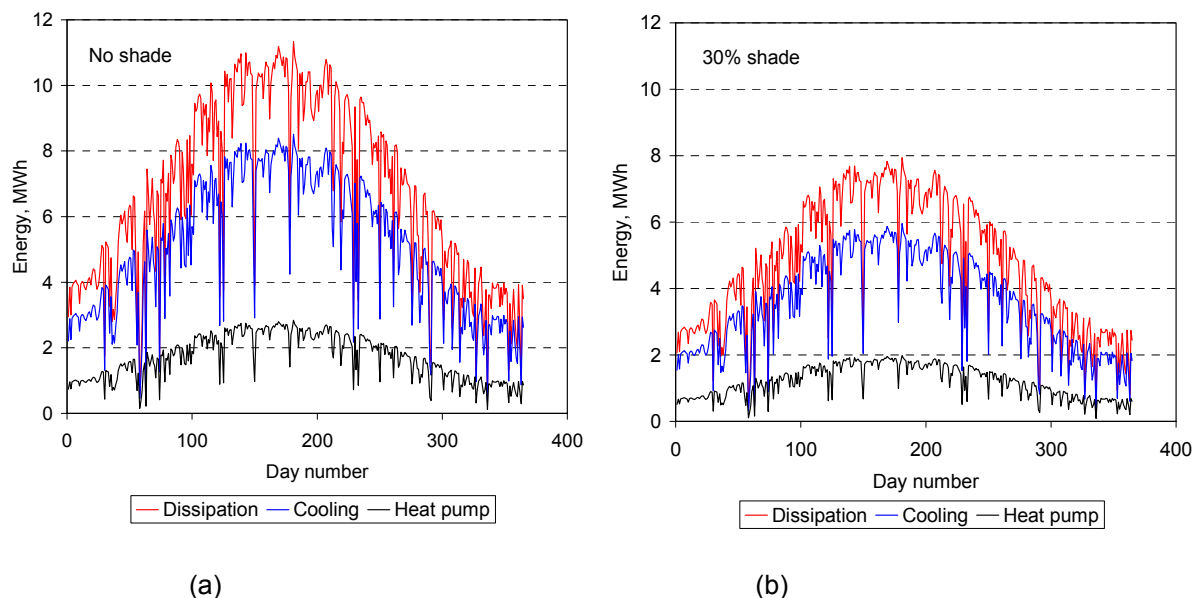 12
No shade
10
8
6
4
2
0
Energy, MWh
0 100 200 300 400
Day number
Dissipation Cooling Heat pump
(a)
12
30% shade
10
8
6
4
2
0
Energy, MWh
0 100 200 300 400
Day number
Dissipation Cooling Heat pump
(b)